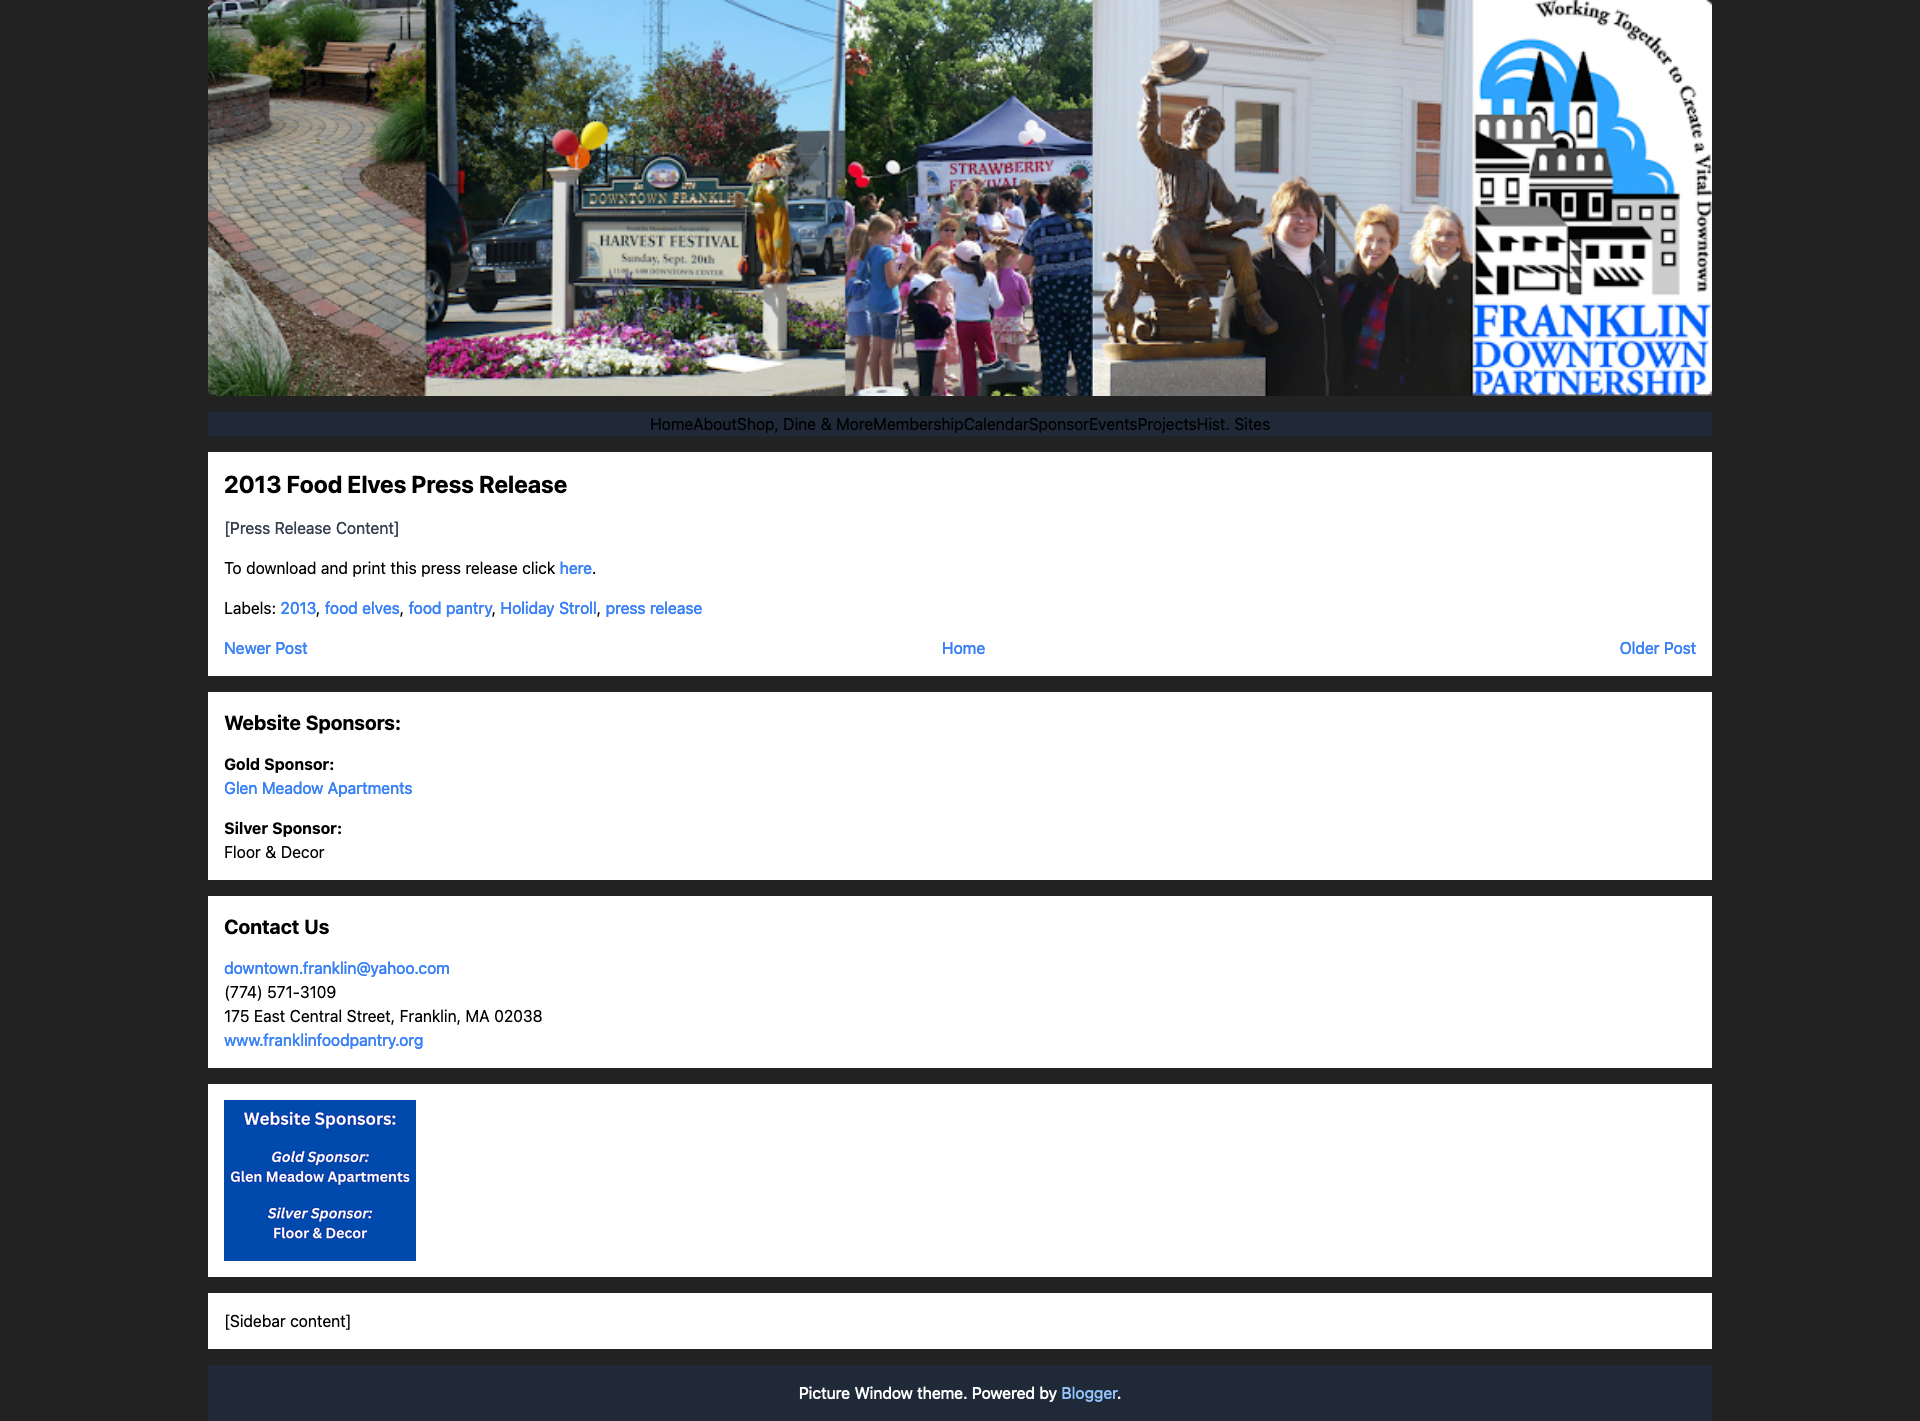 Working Together to Create a Vital Downtown
DOWNTOWN FRANKLIN
HARVEST FESTIVAL
Sunday, Sept. 20th
DOWNTOWN CENTER
STRAWBERRY
FESTIVAL
FRANKLIN
DOWNTOWN
PARTNERSHIP
HomeAboutShop, Dine & MoreMembershipCalendarSponsorEventsProjectsHist. Sites
2013 Food Elves Press Release
[Press Release Content]
To download and print this press release click here.
Labels: 2013, food elves, food pantry, Holiday Stroll, press release
Newer Post Home Older Post
Website Sponsors:
Gold Sponsor:
Glen Meadow Apartments
Silver Sponsor:
Floor & Decor
Contact Us
downtown.franklin@yahoo.com
(774) 571-3109
175 East Central Street, Franklin, MA 02038
www.franklinfoodpantry.org
Website Sponsors:
Gold Sponsor:
Glen Meadow Apartments
Silver Sponsor:
Floor & Decor
[Sidebar content]
Picture Window theme. Powered by Blogger.